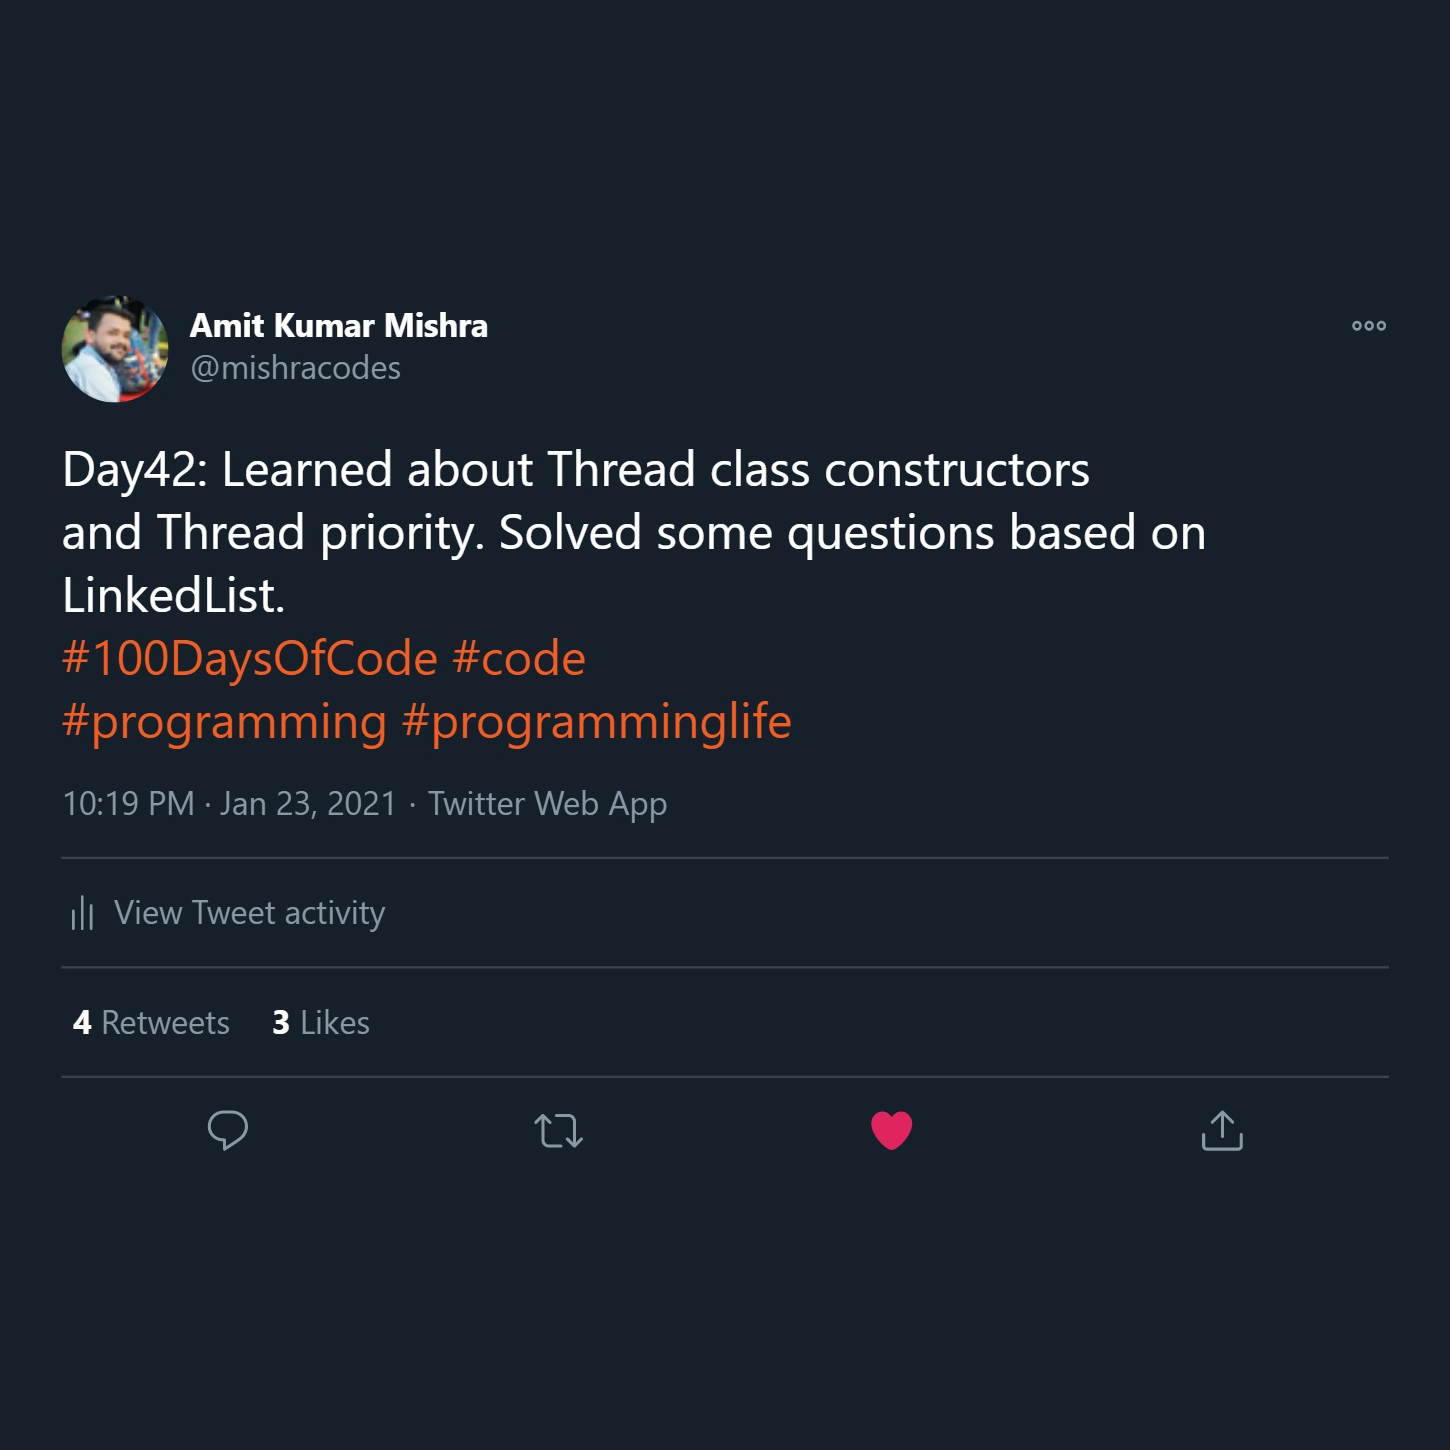 Amit Kumar Mishra
@mishracodes
Day42: Learned about Thread class constructors
and Thread priority. Solved some questions based on
LinkedList.
#100DaysOfCode #code
#programming #programminglife
10:19 PM · Jan 23, 2021 · Twitter Web App
View Tweet activity
4 Retweets 3 Likes